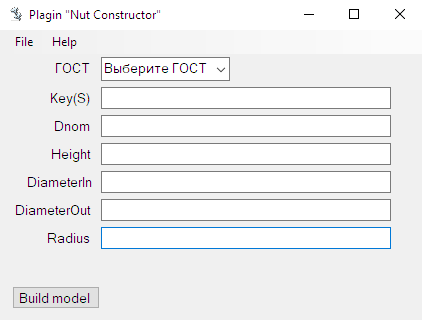 Plagin "Nut Constructor"
File Help
ГОСТ Выберите ГОСТ
Key(S)
Dnom
Height
DiameterIn
DiameterOut
Radius
Build model